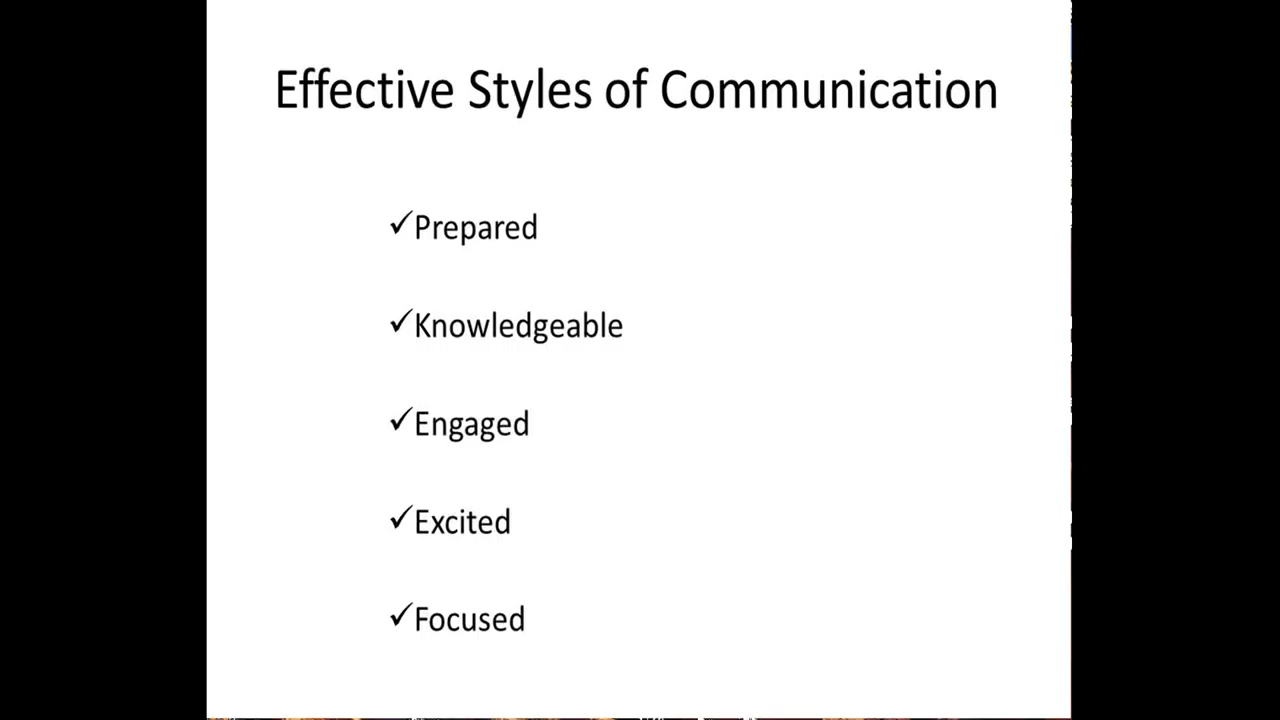 Effective Styles of Communication
✓Prepared
✓Knowledgeable
✓Engaged
✓Excited
✓Focused